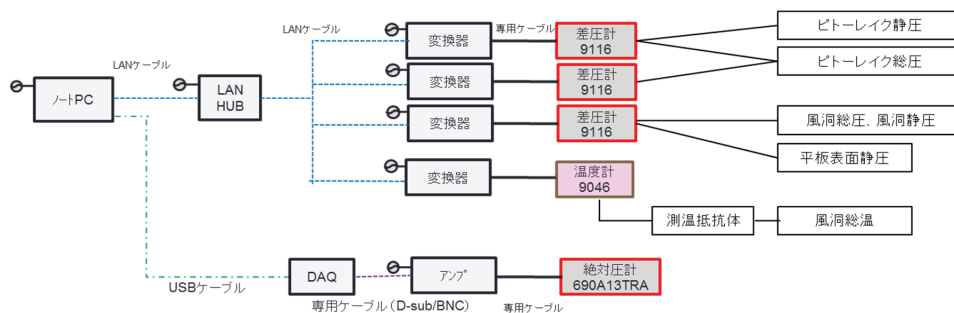 LANケーブル
変換器
専用ケーブル
差圧計
9116
ピトーレイク静圧
LANケーブル
変換器
差圧計
9116
ピトーレイク総圧
ノートPC
LAN
HUB
変換器
差圧計
9116
風洞総圧、風洞静圧
平板表面静圧
変換器
温度計
9046
測温抵抗体
風洞総温
DAQ
アンプ
絶対圧計
690A13TRA
USBケーブル
専用ケーブル(D-sub/BNC)
専用ケーブル